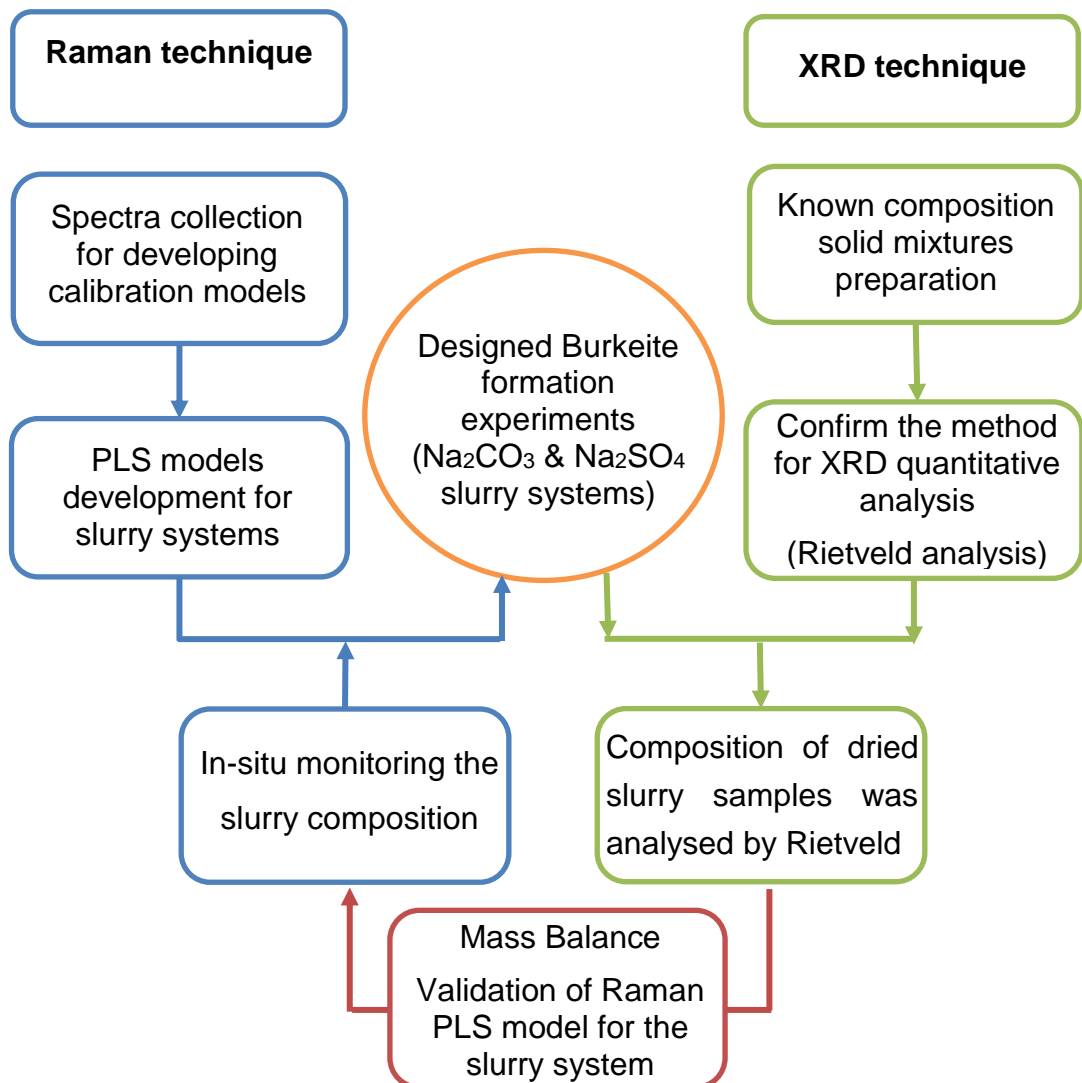 Raman technique
XRD technique
Spectra collection
for developing
calibration models
Known composition
solid mixtures
preparation
Designed Burkeite
formation
experiments
(Na₂CO₃ & Na₂SO₄
slurry systems)
PLS models
development for
slurry systems
Confirm the method
for XRD quantitative
analysis
(Rietveld analysis)
In-situ monitoring the
slurry composition
Composition of dried
slurry samples was
analysed by Rietveld
Mass Balance
Validation of Raman
PLS model for the
slurry system